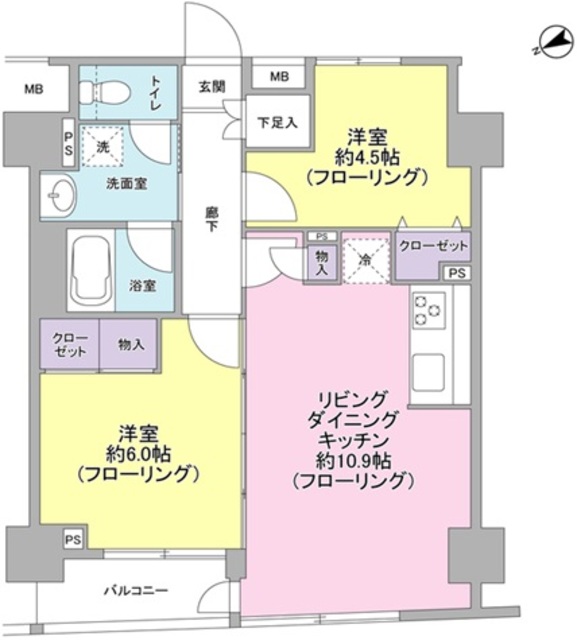 MB
トイレ
玄関
MB
下足入
PS
洗
洗面室
廊下
洋室
約4.5帖
(フローリング)
浴室
PS
物入
冷
クローゼット
PS
クローゼット
物入
洋室
約6.0帖
(フローリング)
リビング
ダイニング
キッチン
約10.9帖
(フローリング)
PS
バルコニー
N